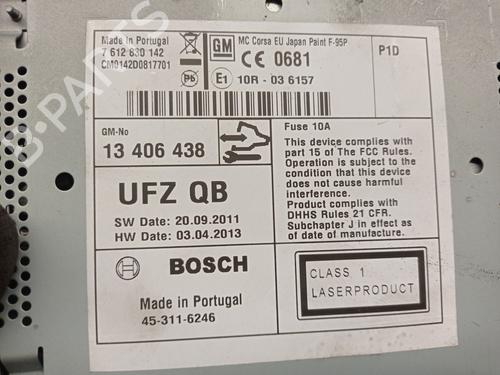 Made in Portugal
7 612 830 142
CM0142D0817701
Pb
GM
MC Corsa EU Japan Paint F-95P
CE 0681
E1 10R - 03 6157
P1D
GM-No
13 406 438
UFZ QB
SW Date: 20.09.2011
HW Date: 03.04.2013
Fuse 10A
This device complies with
part 15 of The FCC Rules.
Operation is subject to the
condition that this device
does not cause harmful
interference.
Product complies with
DHHS Rules 21 CFR.
Subchapter J in effect as
of date of manufacture.
BOSCH
Made in Portugal
45-311-6246
CLASS 1
LASERPRODUCT